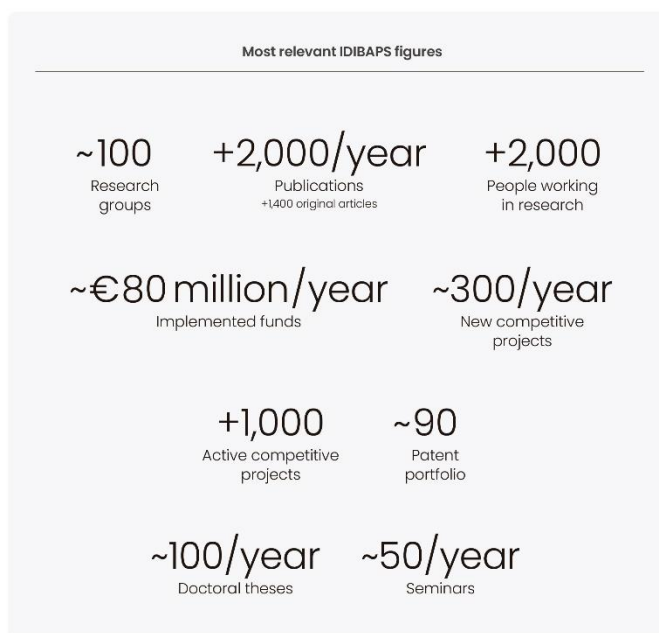 Most relevant IDIBAPS figures
~100
Research
groups
+2,000/year
Publications
+1,400 original articles
+2,000
People working
in research
~€80 million/year
Implemented funds
~300/year
New competitive
projects
+1,000
Active competitive
projects
~90
Patent
portfolio
~100/year
Doctoral theses
~50/year
Seminars